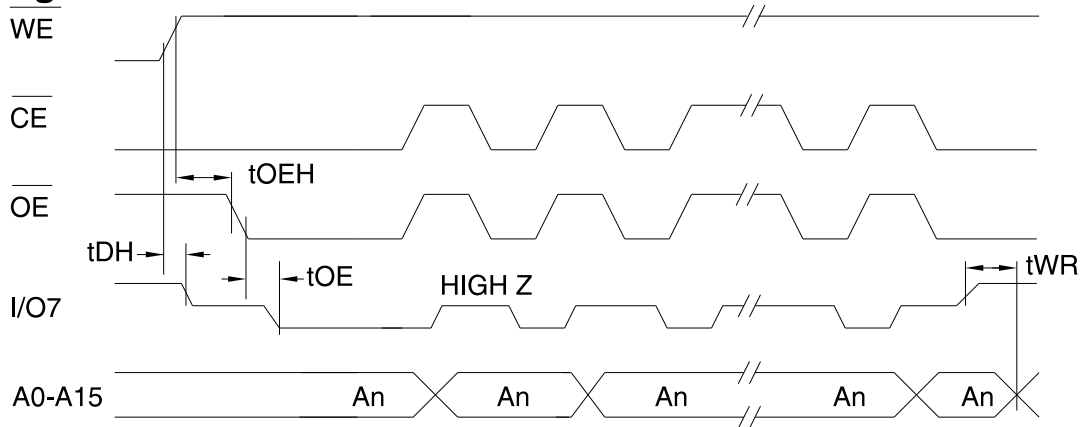 WE
CE
tOEH
OE
tDH
tOE
HIGH Z
tWR
I/O7
A0-A15 An An An An An